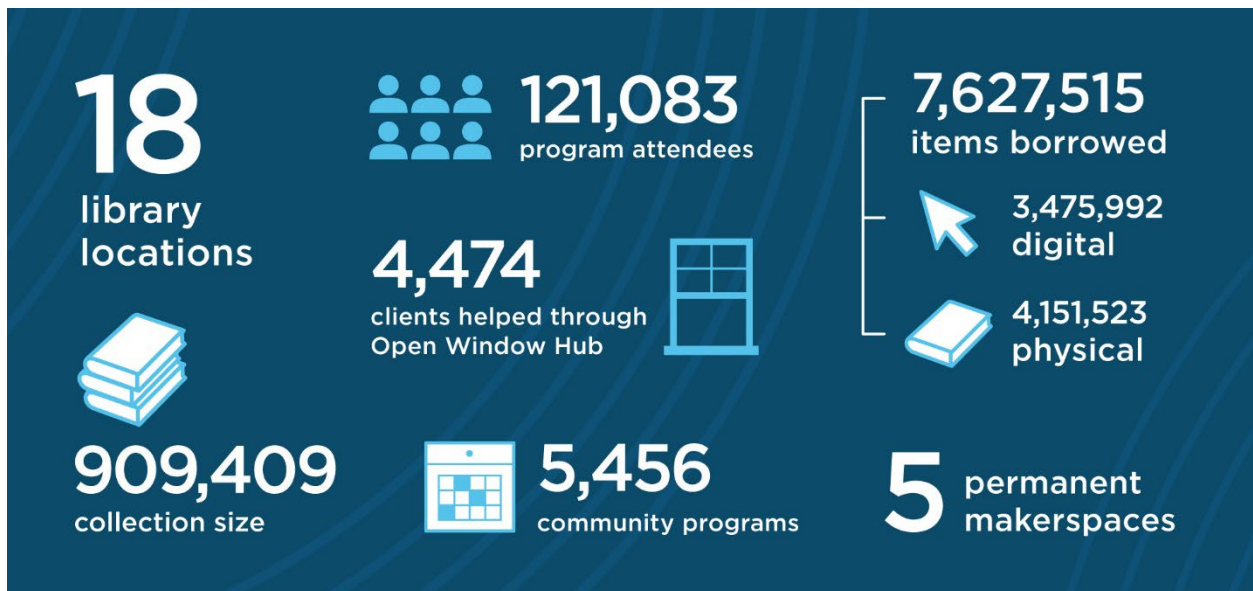 18
library
locations
909,409
collection size
121,083
program attendees
4,474
clients helped through
Open Window Hub
5,456
community programs
7,627,515
items borrowed
3,475,992
digital
4,151,523
physical
5
permanent
makerspaces